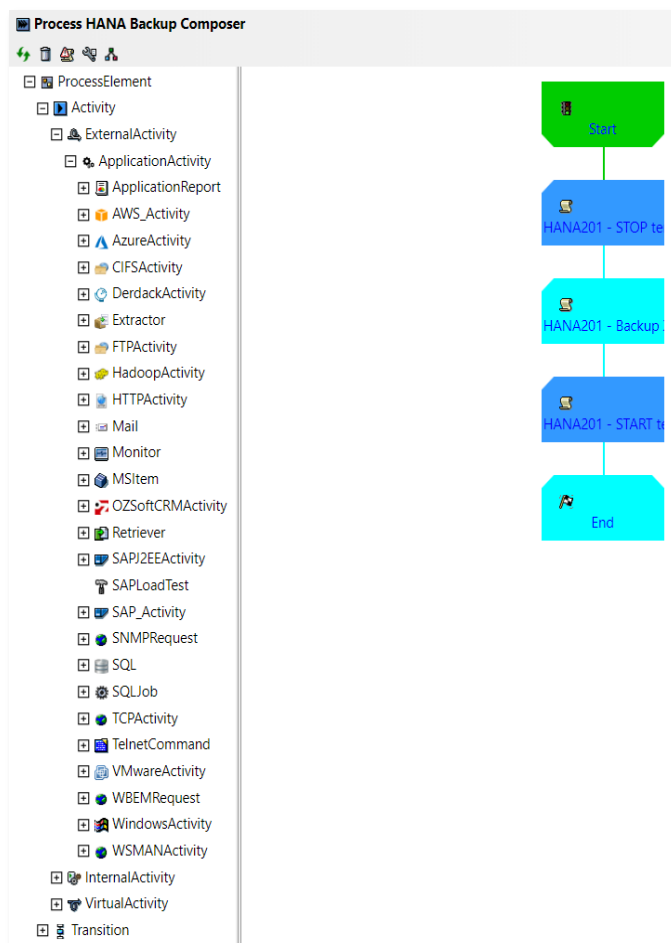 Process HANA Backup Composer
ProcessElement
Activity
ExternalActivity
ApplicationActivity
ApplicationReport
AWS_Activity
AzureActivity
CIFSActivity
DerdackActivity
Extractor
FTPActivity
HadoopActivity
HTTPActivity
Mail
Monitor
MSItem
OZSoftCRMActivity
Retriever
SAPJ2EEActivity
SAPLoadTest
SAP_Activity
SNMPRequest
SQL
SQLJob
TCPActivity
TelnetCommand
VMwareActivity
WBEMRequest
WindowsActivity
WSMANActivity
InternalActivity
VirtualActivity
Transition
Start
HANA201 - STOP te
HANA201 - Backup
HANA201 - START te
End